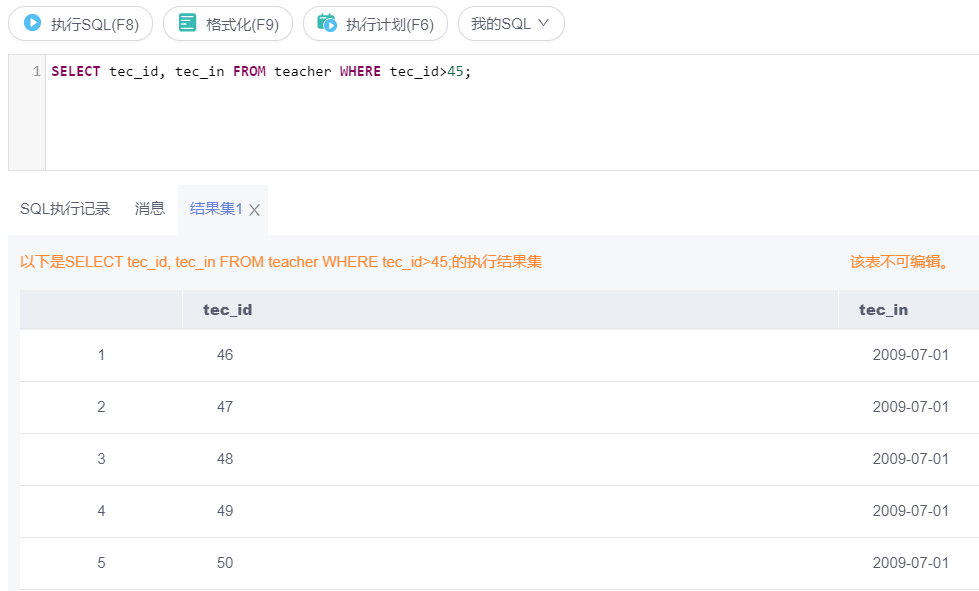 执行SQL(F8) 格式化(F9) 执行计划(F6) 我的SQL
1 SELECT tec_id, tec_in FROM teacher WHERE tec_id>45;
SQL执行记录 消息 结果集1
以下是SELECT tec_id, tec_in FROM teacher WHERE tec_id>45;的执行结果集 该表不可编辑。
tec_id tec_in
1 46 2009-07-01
2 47 2009-07-01
3 48 2009-07-01
4 49 2009-07-01
5 50 2009-07-01